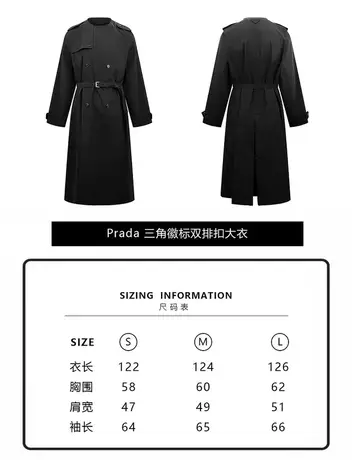 Prada 三角徽标双排扣大衣
SIZING INFORMATION
尺码表
SIZE S M L
衣长 122 124 126
胸围 58 60 62
肩宽 47 49 51
袖长 64 65 66